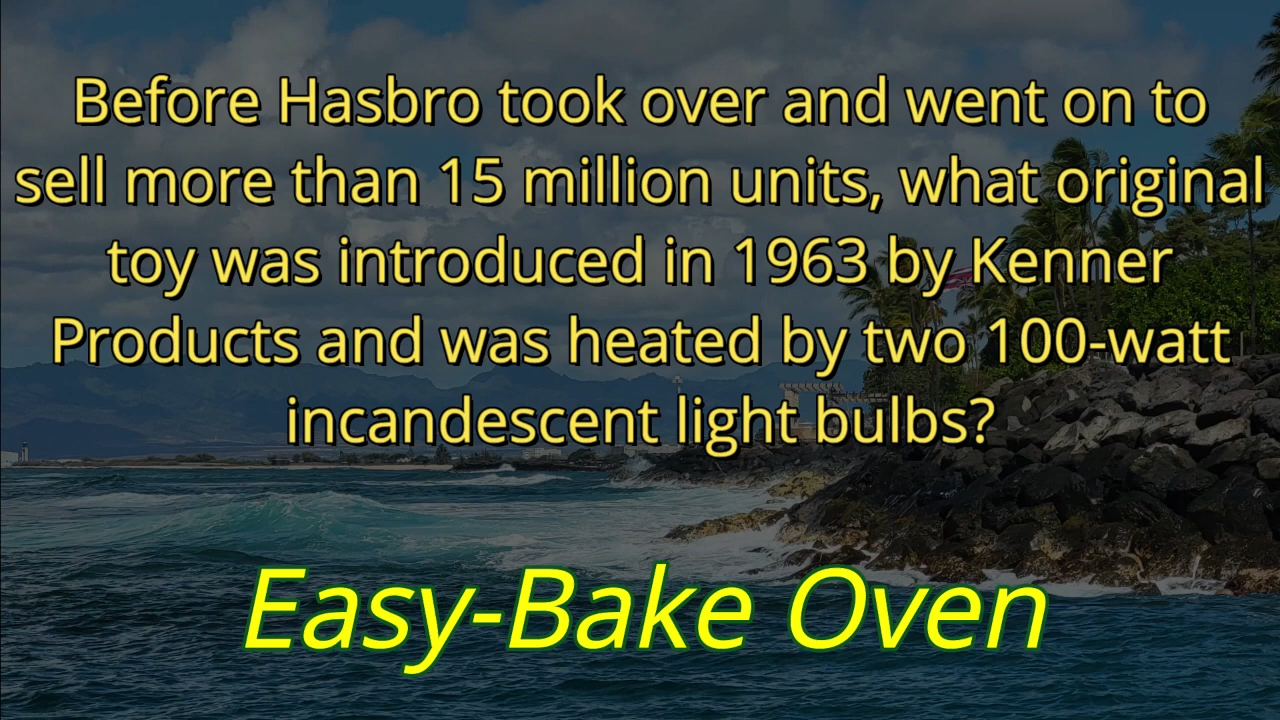 Before Hasbro took over and went on to
sell more than 15 million units, what original
toy was introduced in 1963 by Kenner
Products and was heated by two 100-watt
incandescent light bulbs?
Easy-Bake Oven